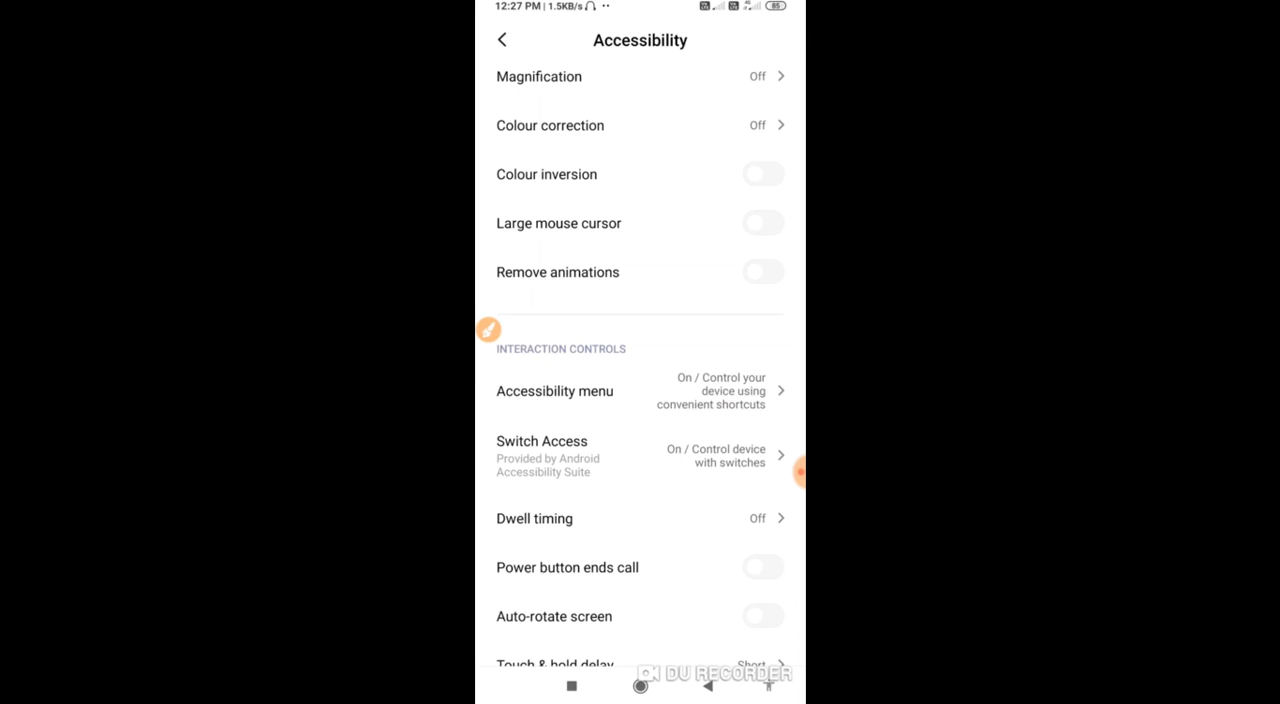 12:27 PM | 1.5KB/s
85
Accessibility
Magnification Off
Colour correction Off
Colour inversion
Large mouse cursor
Remove animations
INTERACTION CONTROLS
Accessibility menu
On / Control your
device using
convenient shortcuts
Switch Access
Provided by Android
Accessibility Suite
On / Control device
with switches
Dwell timing Off
Power button ends call
Auto-rotate screen
Touch & hold delay Short
DU RECORDER